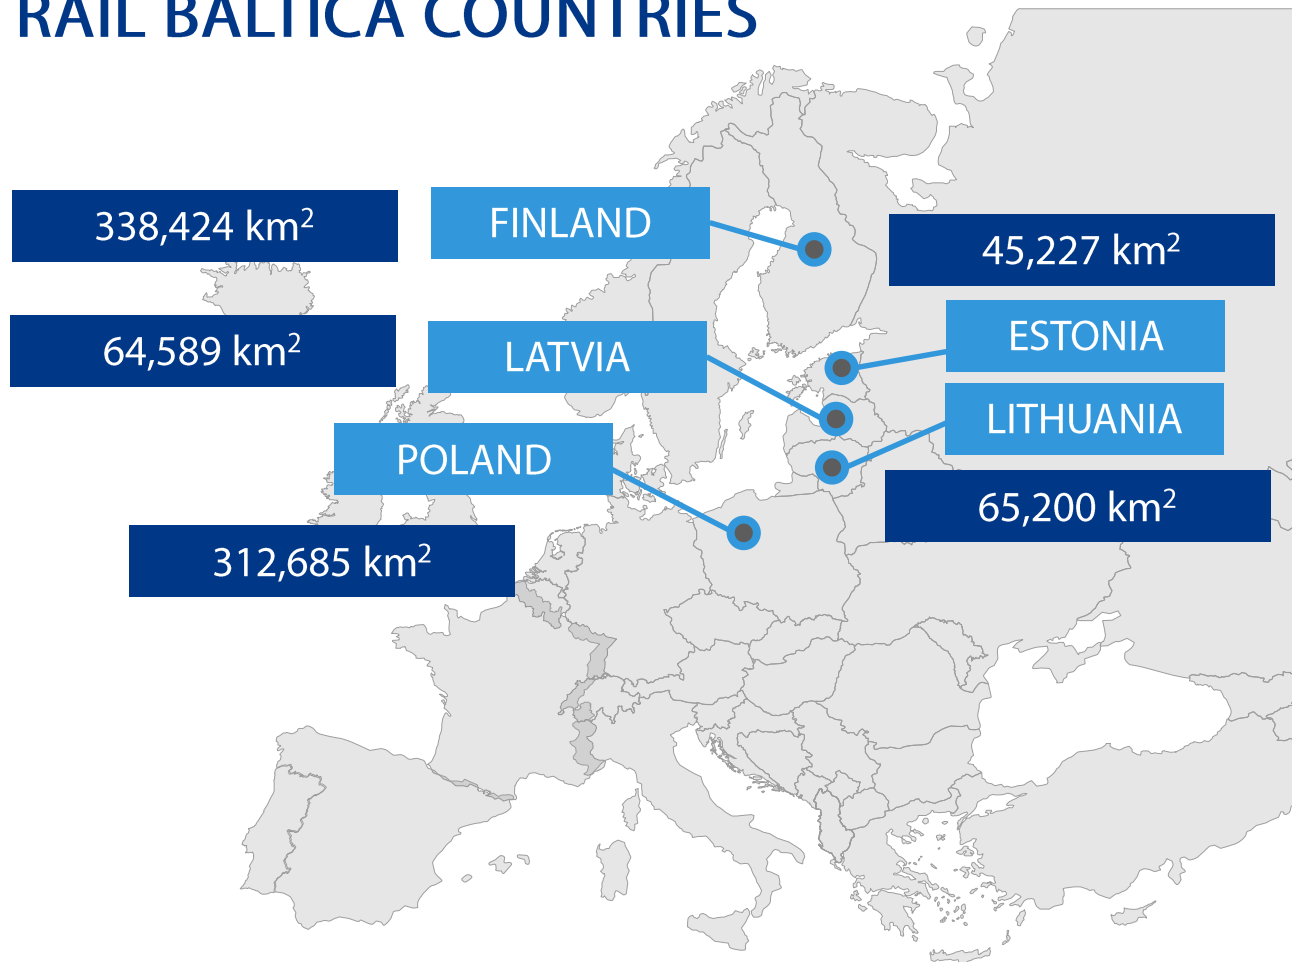 RAIL BALTICA COUNTRIES
338,424 km²
FINLAND
45,227 km²
ESTONIA
64,589 km²
LATVIA
LITHUANIA
POLAND
65,200 km²
312,685 km²